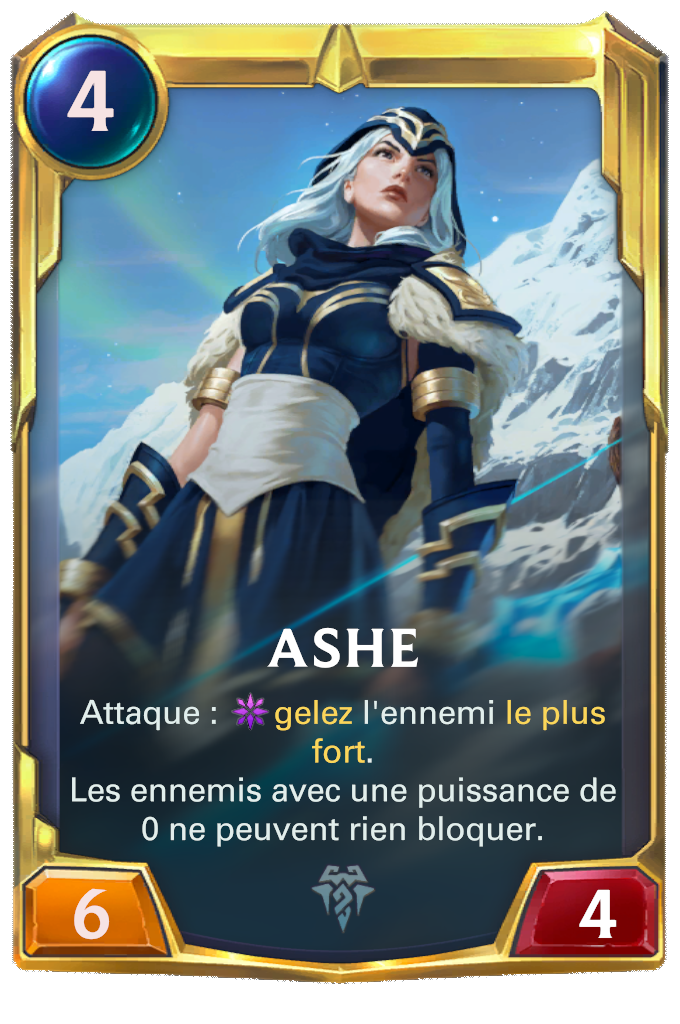 4
ASHE
Attaque : gelez l'ennemi le plus
fort.
Les ennemis avec une puissance de
0 ne peuvent rien bloquer.
6
4